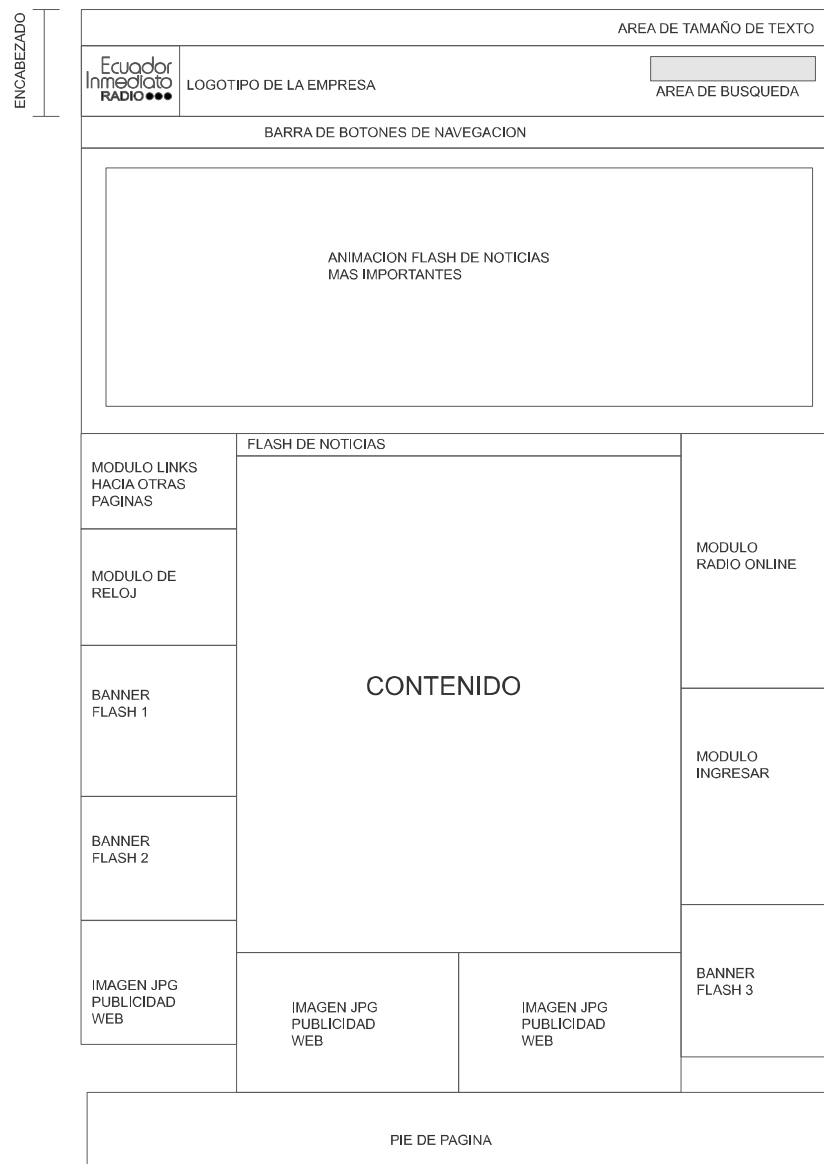 ENCABEZADO
AREA DE TAMAÑO DE TEXTO
Ecuador
Inmediato
RADIO
LOGOTIPO DE LA EMPRESA
AREA DE BUSQUEDA
BARRA DE BOTONES DE NAVEGACION
ANIMACION FLASH DE NOTICIAS
MAS IMPORTANTES
MODULO LINKS
HACIA OTRAS
PAGINAS
MODULO DE
RELOJ
BANNER
FLASH 1
BANNER
FLASH 2
IMAGEN JPG
PUBLICIDAD
WEB
FLASH DE NOTICIAS
CONTENIDO
IMAGEN JPG
PUBLICIDAD
WEB
IMAGEN JPG
PUBLICIDAD
WEB
MODULO
RADIO ONLINE
MODULO
INGRESAR
BANNER
FLASH 3
PIE DE PAGINA